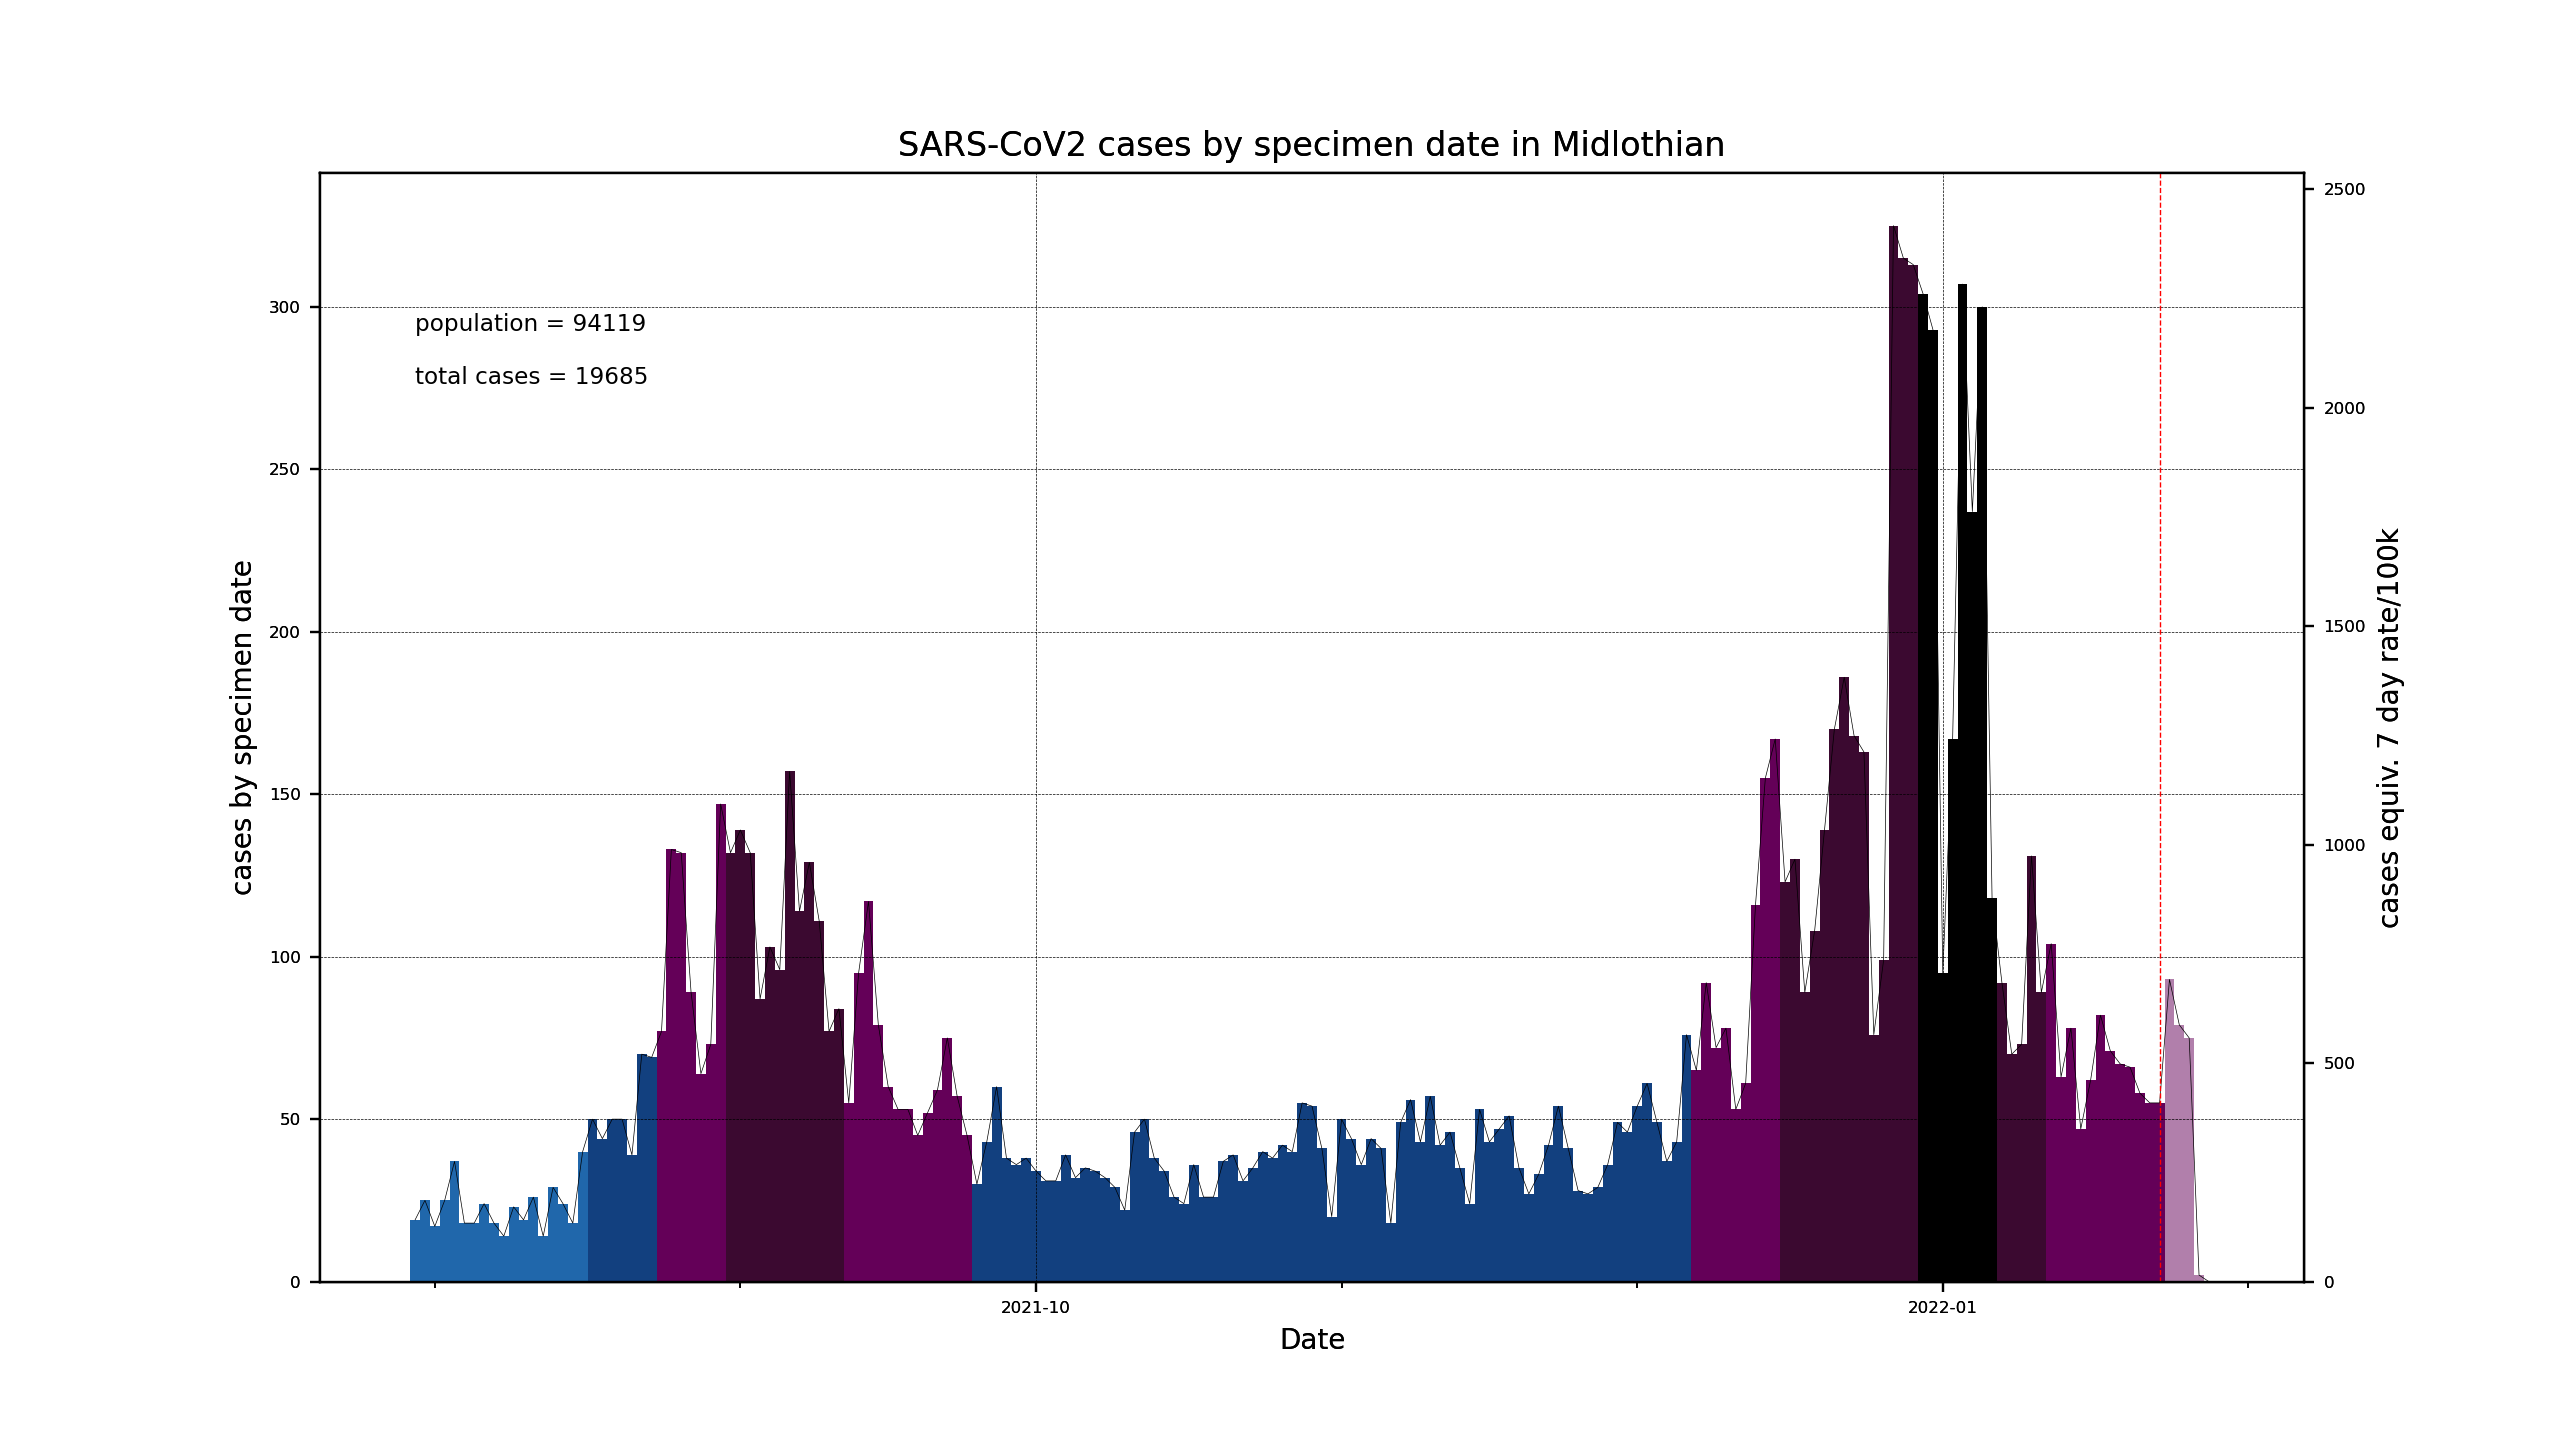 SARS-CoV2 cases by specimen date in Midlothian
population = 94119
total cases = 19685
cases by specimen date
300
250
200
150
100
50
0
2500
2000
1500
1000
500
0
cases equiv. 7 day rate/100k
2021-10
2022-01
Date